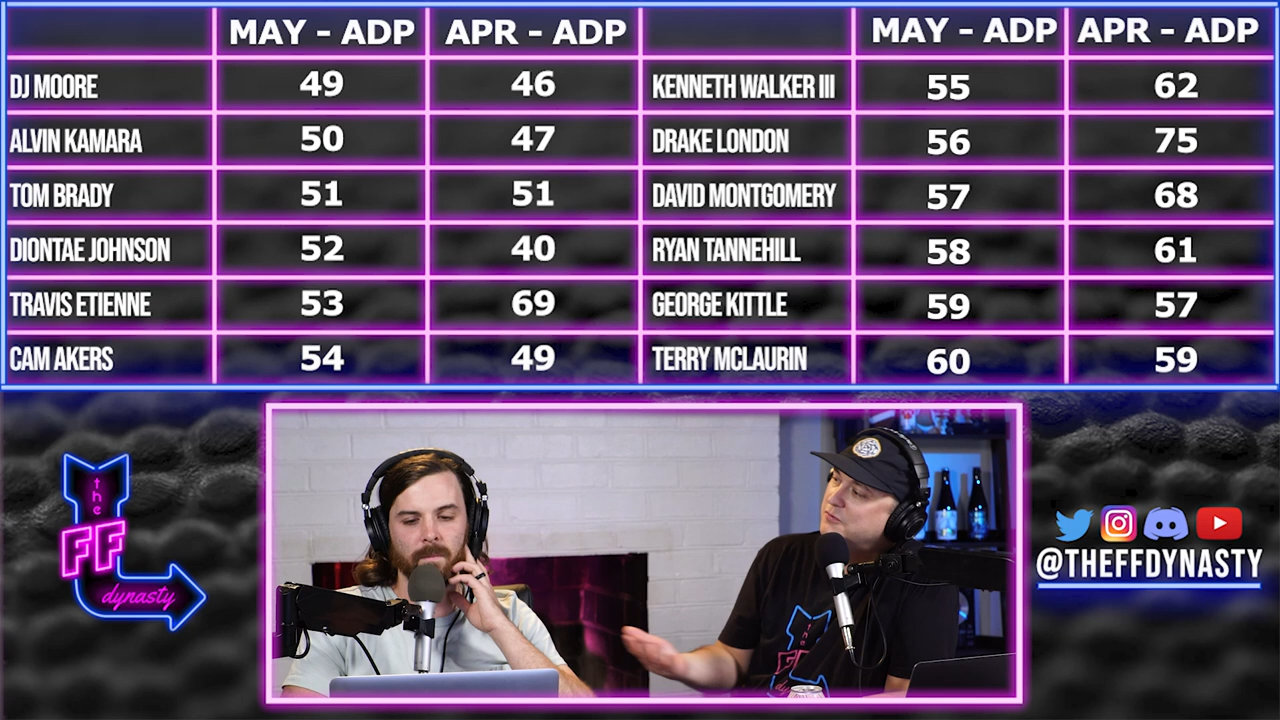 MAY - ADP APR - ADP MAY - ADP APR - ADP
DJ MOORE 49 46 KENNETH WALKER III 55 62
ALVIN KAMARA 50 47 DRAKE LONDON 56 75
TOM BRADY 51 51 DAVID MONTGOMERY 57 68
DIONTAE JOHNSON 52 40 RYAN TANNEHILL 58 61
TRAVIS ETIENNE 53 69 GEORGE KITTLE 59 57
CAM AKERS 54 49 TERRY MCLAURIN 60 59
the
FF
dynasty
the
@THEFFDYNASTY